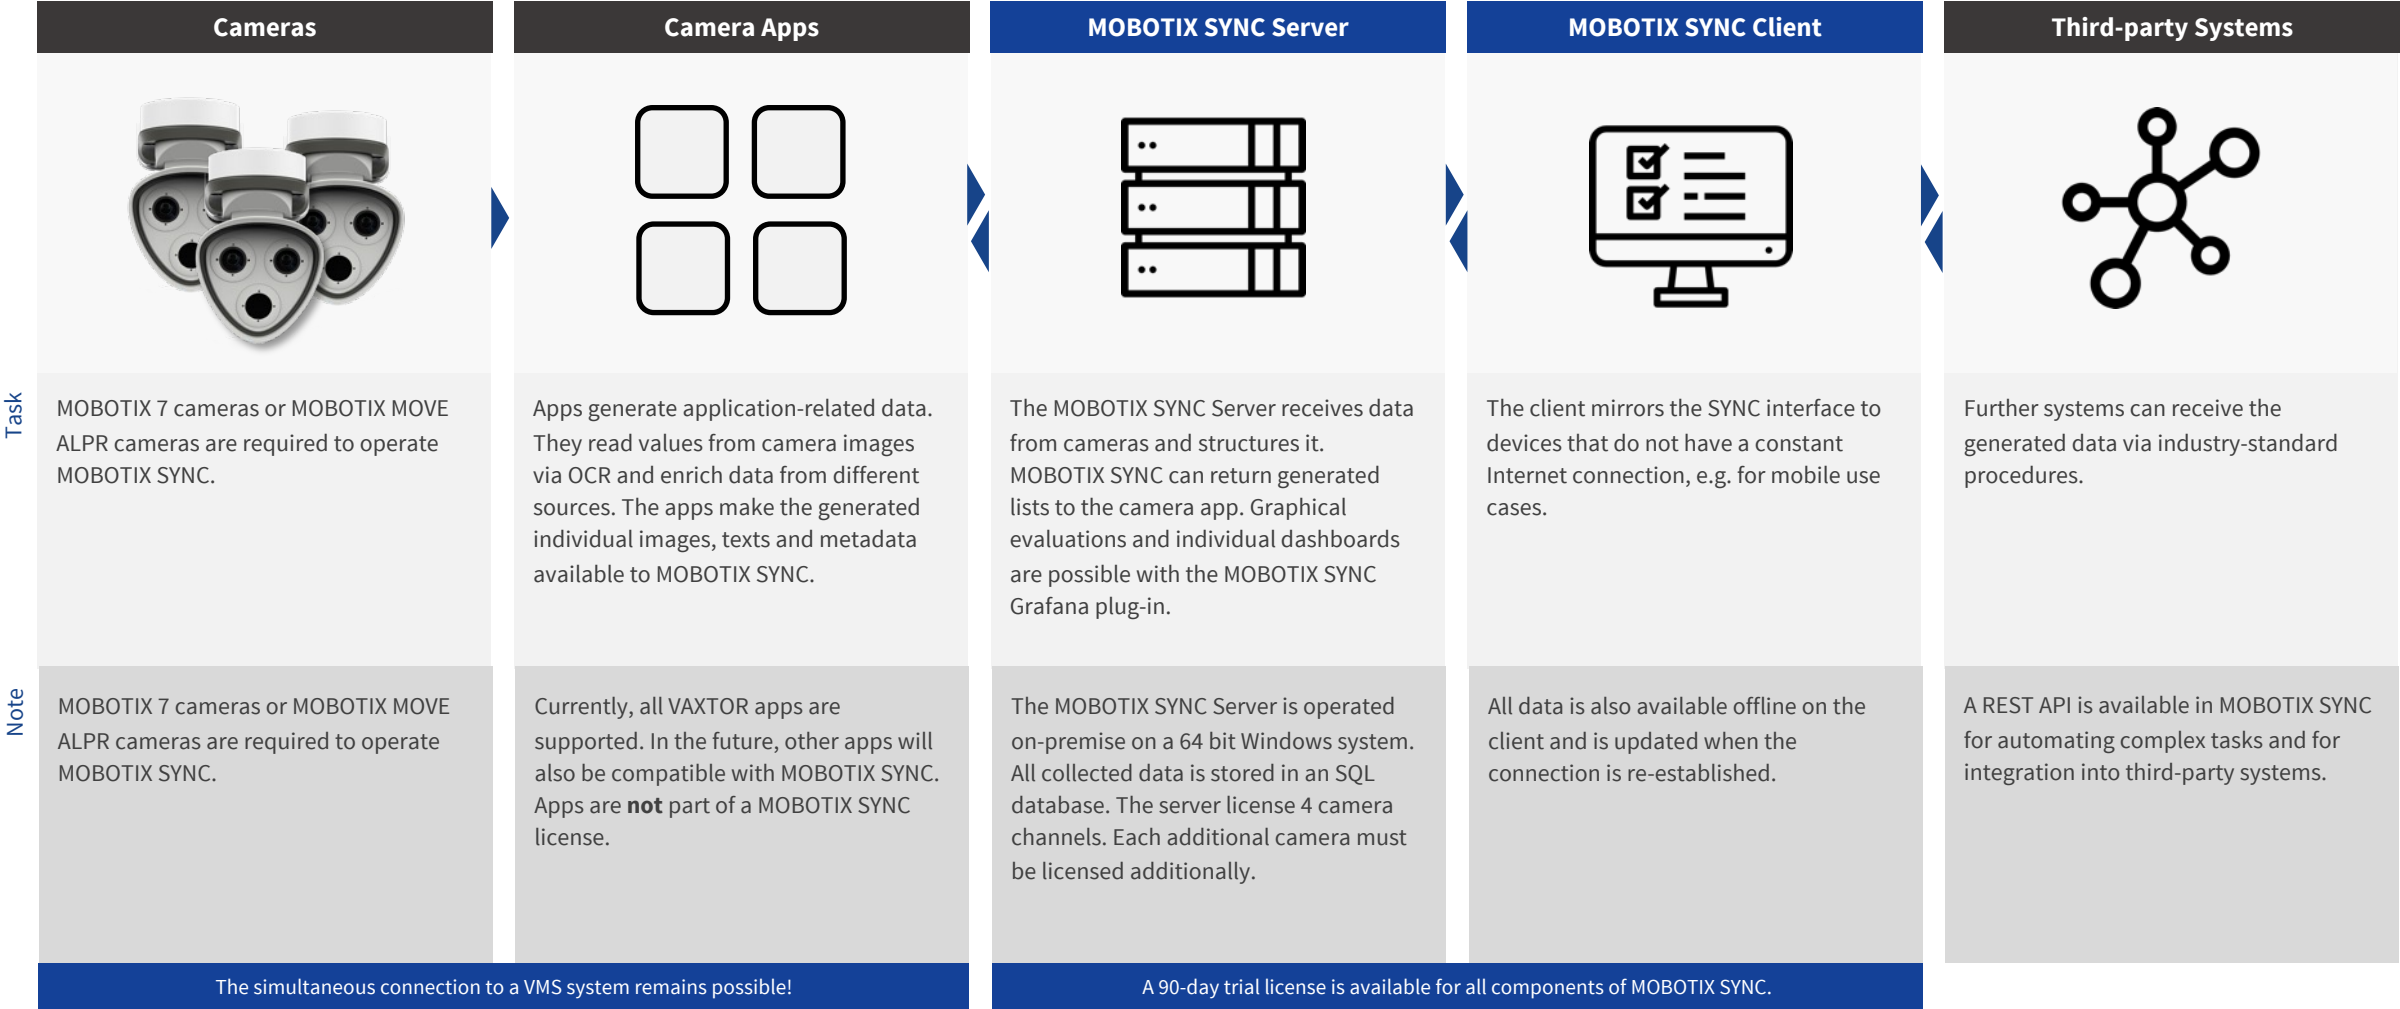 Cameras
Camera Apps
MOBOTIX SYNC Server
MOBOTIX SYNC Client
Third-party Systems
Task
MOBOTIX 7 cameras or MOBOTIX MOVE
ALPR cameras are required to operate
MOBOTIX SYNC.
Apps generate application-related data.
They read values from camera images
via OCR and enrich data from different
sources. The apps make the generated
individual images, texts and metadata
available to MOBOTIX SYNC.
The MOBOTIX SYNC Server receives data
from cameras and structures it.
MOBOTIX SYNC can return generated
lists to the camera app. Graphical
evaluations and individual dashboards
are possible with the MOBOTIX SYNC
Grafana plug-in.
The client mirrors the SYNC interface to
devices that do not have a constant
Internet connection, e.g. for mobile use
cases.
Further systems can receive the
generated data via industry-standard
procedures.
Note
MOBOTIX 7 cameras or MOBOTIX MOVE
ALPR cameras are required to operate
MOBOTIX SYNC.
Currently, all VAXTOR apps are
supported. In the future, other apps will
also be compatible with MOBOTIX SYNC.
Apps are not part of a MOBOTIX SYNC
license.
The MOBOTIX SYNC Server is operated
on-premise on a 64 bit Windows system.
All collected data is stored in an SQL
database. The server license 4 camera
channels. Each additional camera must
be licensed additionally.
All data is also available offline on the
client and is updated when the
connection is re-established.
A REST API is available in MOBOTIX SYNC
for automating complex tasks and for
integration into third-party systems.
The simultaneous connection to a VMS system remains possible!
A 90-day trial license is available for all components of MOBOTIX SYNC.